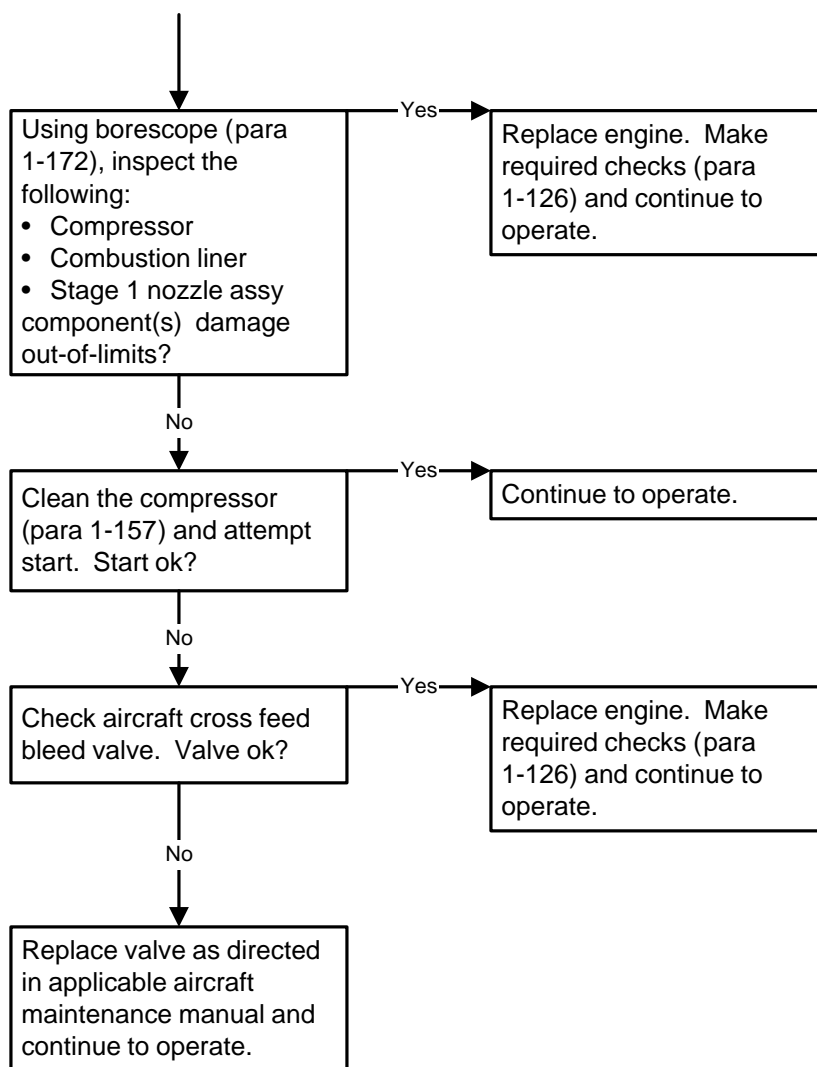 Using borescope (para
1-172), inspect the
following:
• Compressor
• Combustion liner
• Stage 1 nozzle assy
component(s) damage
out-of-limits?
Yes
Replace engine. Make
required checks (para
1-126) and continue to
operate.
No
Clean the compressor
(para 1-157) and attempt
start. Start ok?
Yes
Continue to operate.
No
Check aircraft cross feed
bleed valve. Valve ok?
Yes
Replace engine. Make
required checks (para
1-126) and continue to
operate.
No
Replace valve as directed
in applicable aircraft
maintenance manual and
continue to operate.